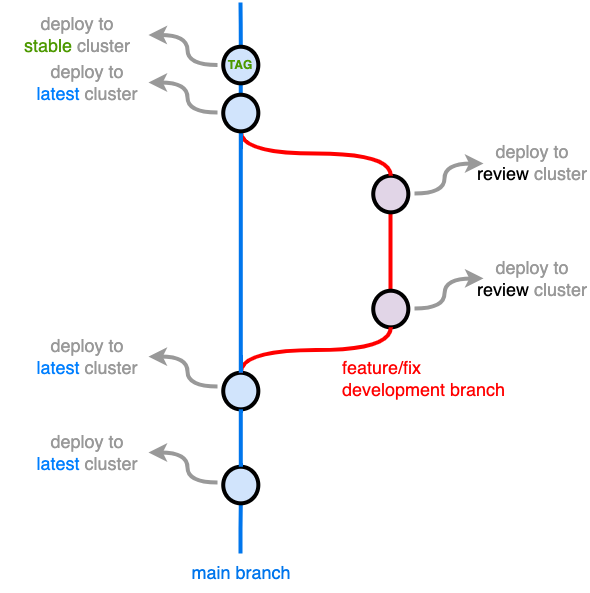 deploy to
stable cluster
TAG
deploy to
latest cluster
deploy to
review cluster
deploy to
review cluster
deploy to
latest cluster
feature/fix
development branch
deploy to
latest cluster
main branch